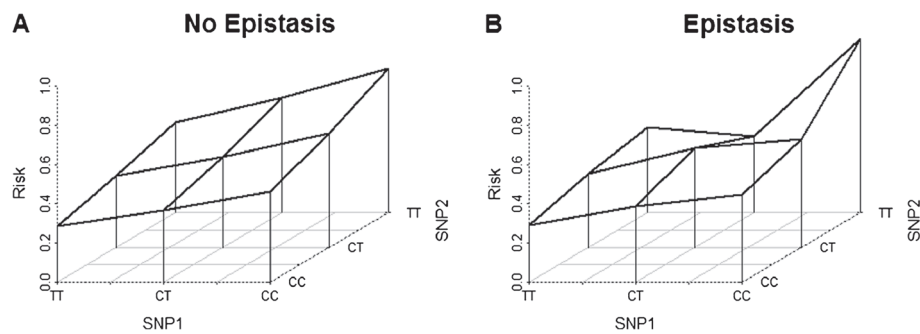 A
No Epistasis
Risk
1.0
0.8
0.6
0.4
0.2
0.0
TT
CT
CC
SNP1
CC
CT
TT
SNP2
B
Epistasis
Risk
1.0
0.8
0.6
0.4
0.2
0.0
TT
CT
CC
SNP1
CC
CT
TT
SNP2